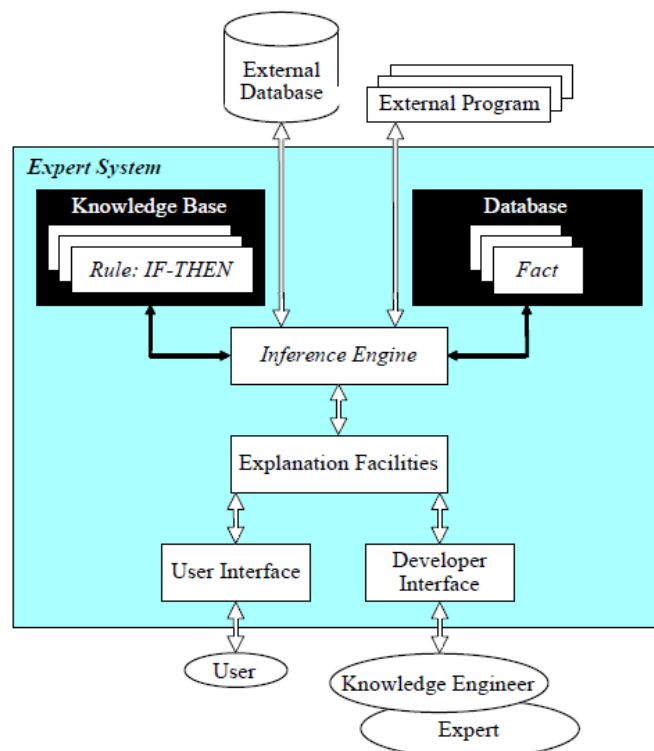 External
Database
External Program
Expert System
Knowledge Base
Rule: IF-THEN
Database
Fact
Inference Engine
Explanation Facilities
User Interface
Developer
Interface
User
Knowledge Engineer
Expert